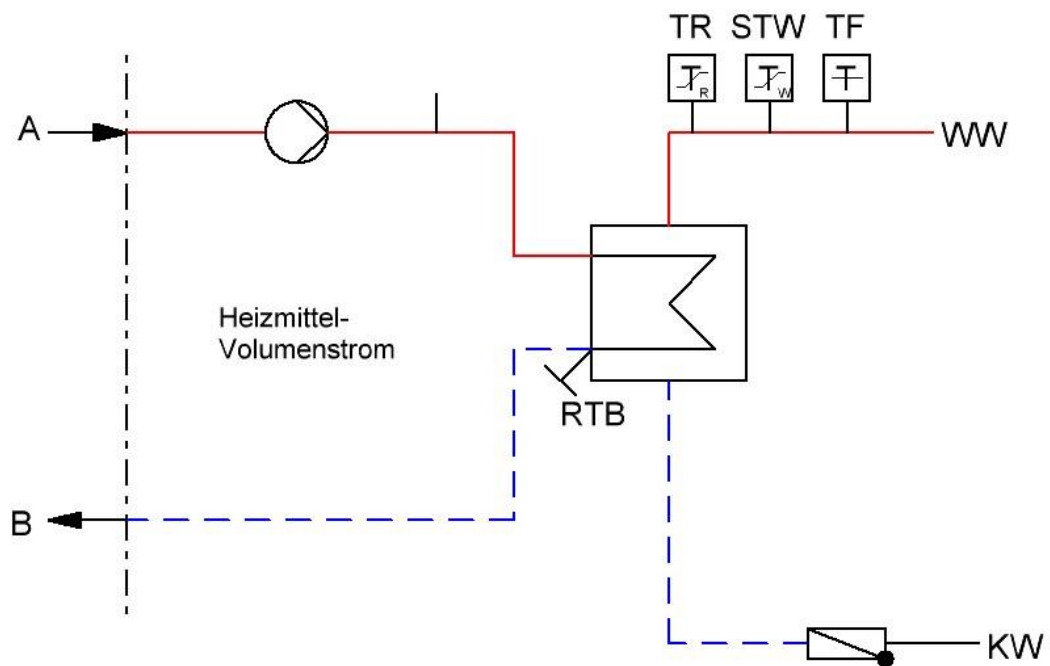 TR STW TF
R W
A
WW
Heizmittel-
Volumenstrom
RTB
B
KW